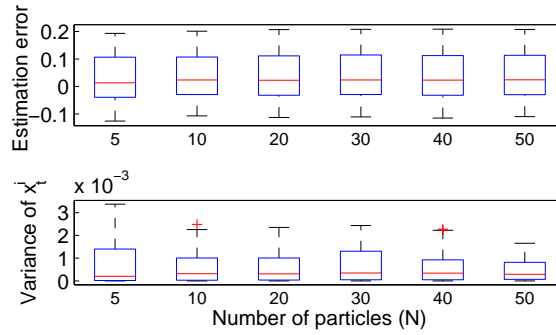 Estimation error
0.2
0.1
0
−0.1
5 10 20 30 40 50
Variance of x_t^i
x 10^−3
3
2
1
0
5 10 20 30 40 50
Number of particles (N)